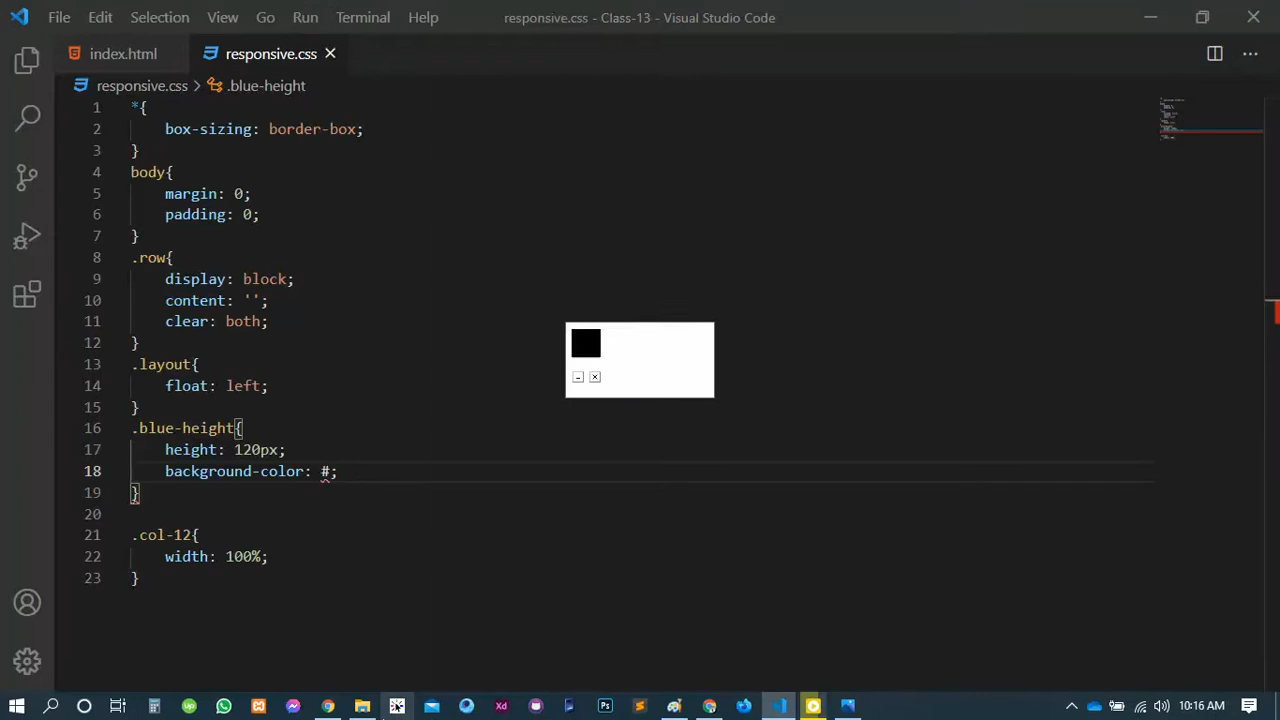 File Edit Selection View Go Run Terminal Help responsive.css - Class-13 - Visual Studio Code
index.html responsive.css
responsive.css > .blue-height
1 *{
2 box-sizing: border-box;
3 }
4 body{
5 margin: 0;
6 padding: 0;
7 }
8 .row{
9 display: block;
10 content: '';
11 clear: both;
12 }
13 .layout{
14 float: left;
15 }
16 .blue-height{
17 height: 120px;
18 background-color: #;
19 }
20
21 .col-12{
22 width: 100%;
23 }
up Xd Ps 10:16 AM